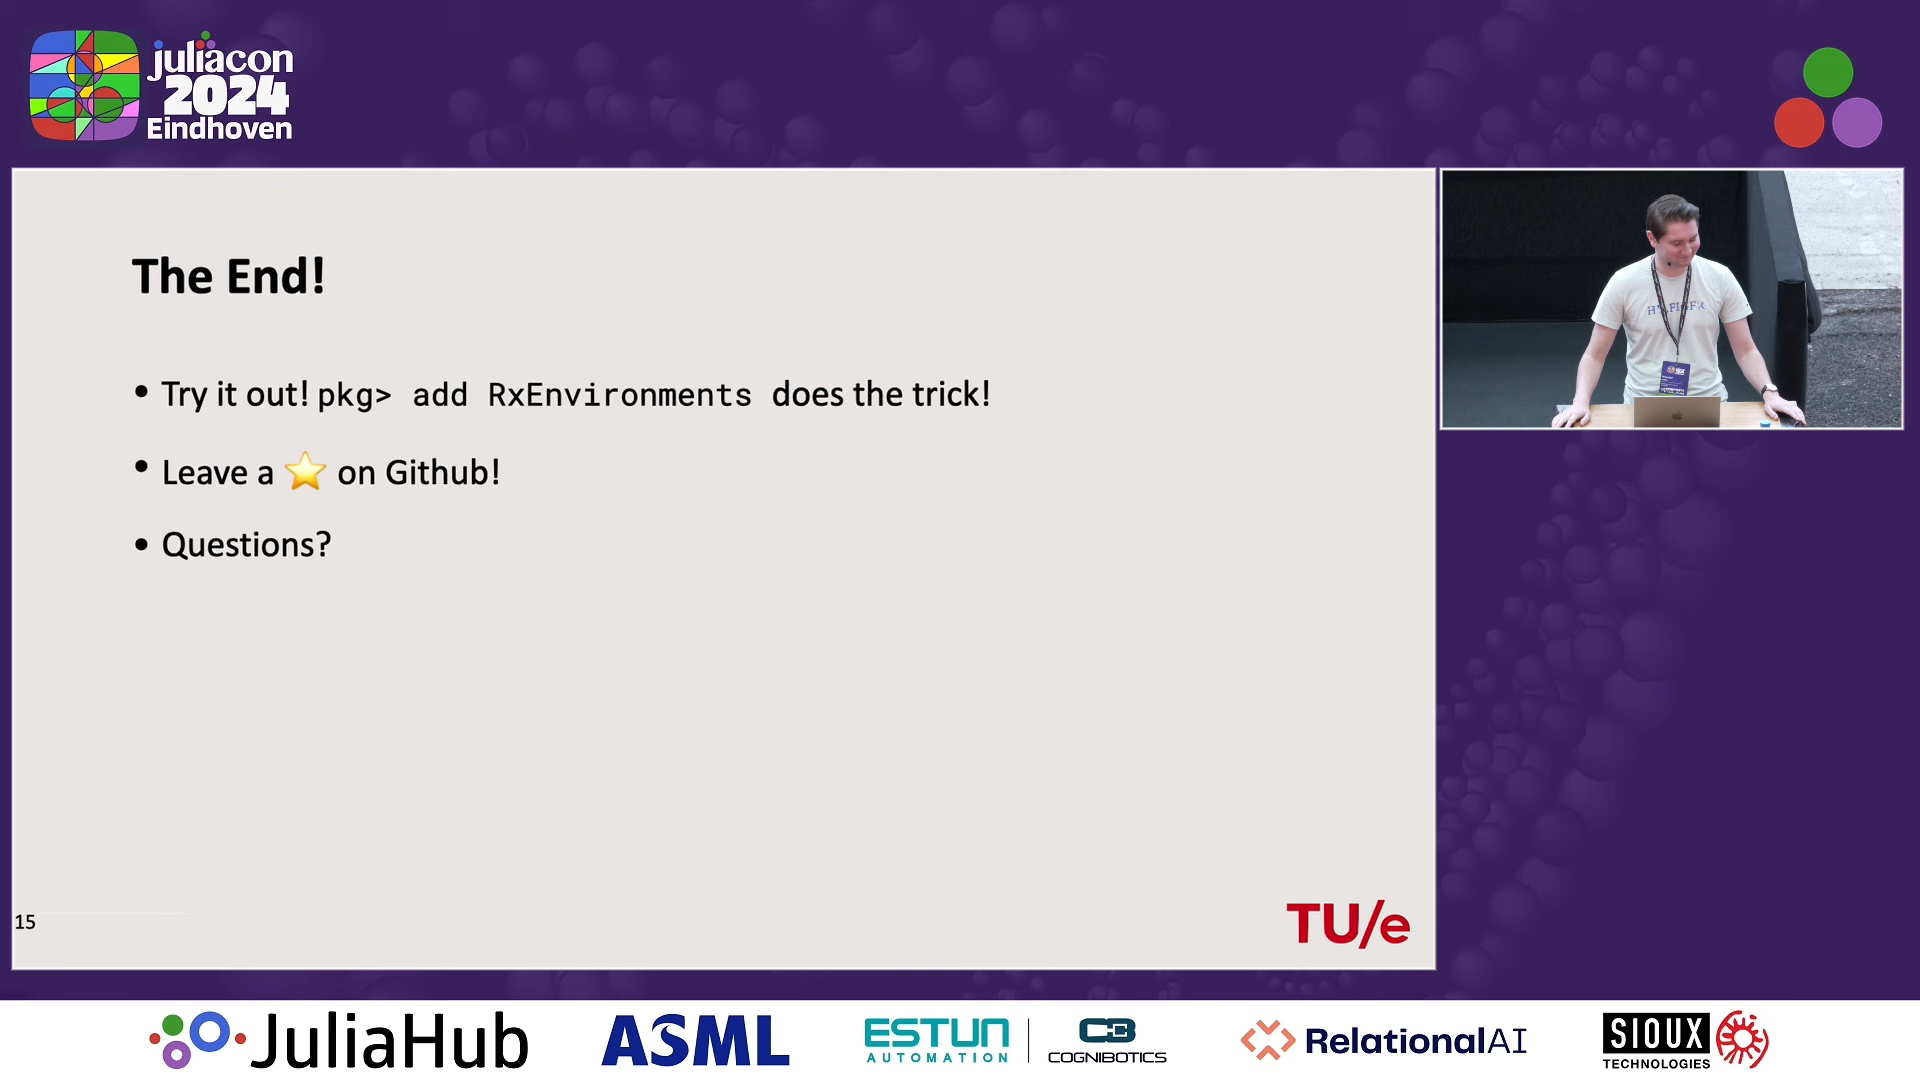 juliacon
2024
Eindhoven
The End!
• Try it out! pkg> add RxEnvironments does the trick!
• Leave a ⭐ on Github!
• Questions?
15
TU/e
JuliaHub
ASML
ESTUN
AUTOMATION
COGNIBOTICS
RelationalAI
SIOUX
TECHNOLOGIES